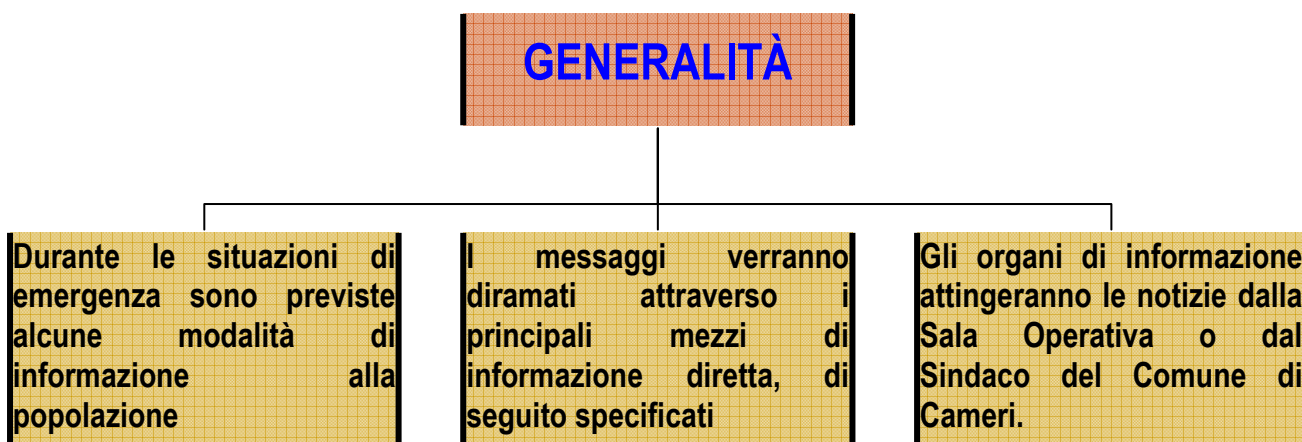 GENERALITÀ
Durante le situazioni di
emergenza sono previste
alcune modalità di
informazione alla
popolazione
I messaggi verranno
diramati attraverso i
principali mezzi di
informazione diretta, di
seguito specificati
Gli organi di informazione
attingeranno le notizie dalla
Sala Operativa o dal
Sindaco del Comune di
Cameri.